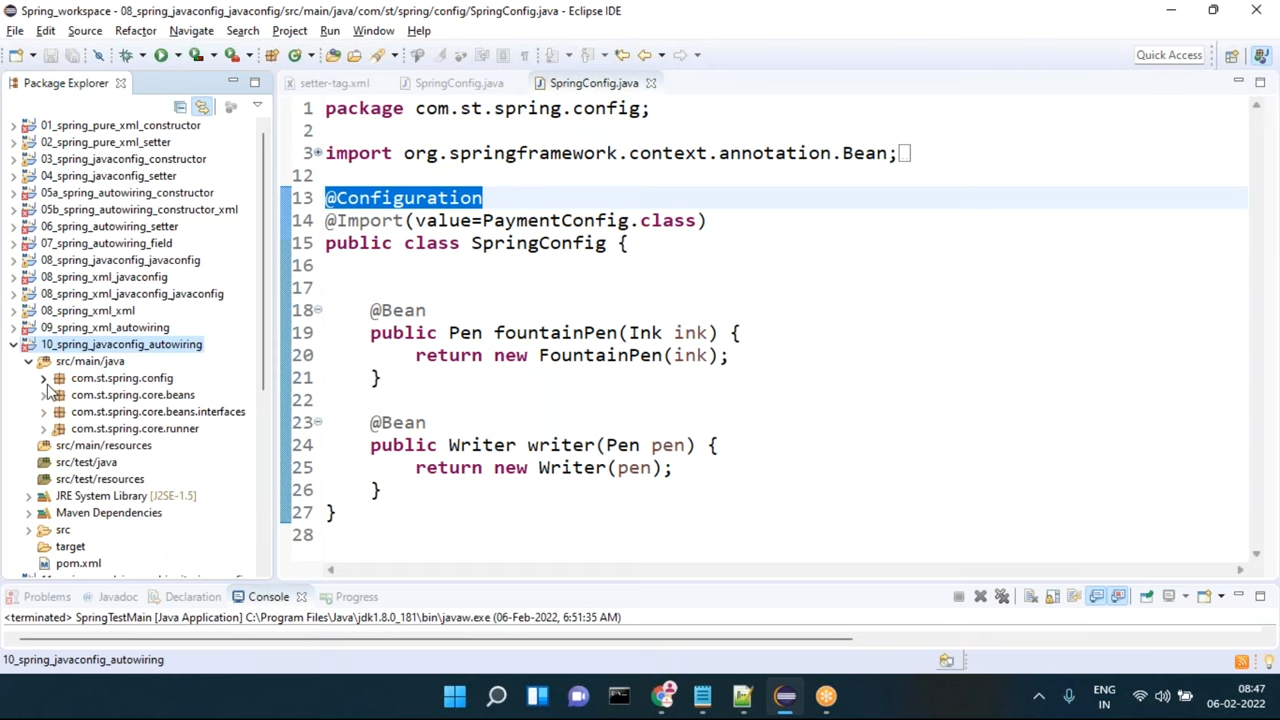 Spring_workspace - 08_spring_javaconfig_javaconfig/src/main/java/com/st/spring/config/SpringConfig.java - Eclipse IDE
File Edit Source Refactor Navigate Search Project Run Window Help
Quick Access
Package Explorer
setter-tag.xml SpringConfig.java SpringConfig.java
01_spring_pure_xml_constructor
02_spring_pure_xml_setter
03_spring_javaconfig_constructor
04_spring_javaconfig_setter
05a_spring_autowiring_constructor
05b_spring_autowiring_constructor_xml
06_spring_autowiring_setter
07_spring_autowiring_field
08_spring_javaconfig_javaconfig
08_spring_xml_javaconfig
08_spring_xml_javaconfig_javaconfig
08_spring_xml_xml
09_spring_xml_autowiring
10_spring_javaconfig_autowiring
src/main/java
com.st.spring.config
com.st.spring.core.beans
com.st.spring.core.beans.interfaces
com.st.spring.core.runner
src/main/resources
src/test/java
src/test/resources
JRE System Library [J2SE-1.5]
Maven Dependencies
src
target
pom.xml
1 package com.st.spring.config;
2
3 import org.springframework.context.annotation.Bean;
12
13 @Configuration
14 @Import(value=PaymentConfig.class)
15 public class SpringConfig {
16
17
18 @Bean
19 public Pen fountainPen(Ink ink) {
20 return new FountainPen(ink);
21 }
22
23 @Bean
24 public Writer writer(Pen pen) {
25 return new Writer(pen);
26 }
27 }
28
Problems Javadoc Declaration Console Progress
<terminated> SpringTestMain [Java Application] C:\Program Files\Java\jdk1.8.0_181\bin\javaw.exe (06-Feb-2022, 6:51:35 AM)
10_spring_javaconfig_autowiring
ENG
IN
08:47
06-02-2022